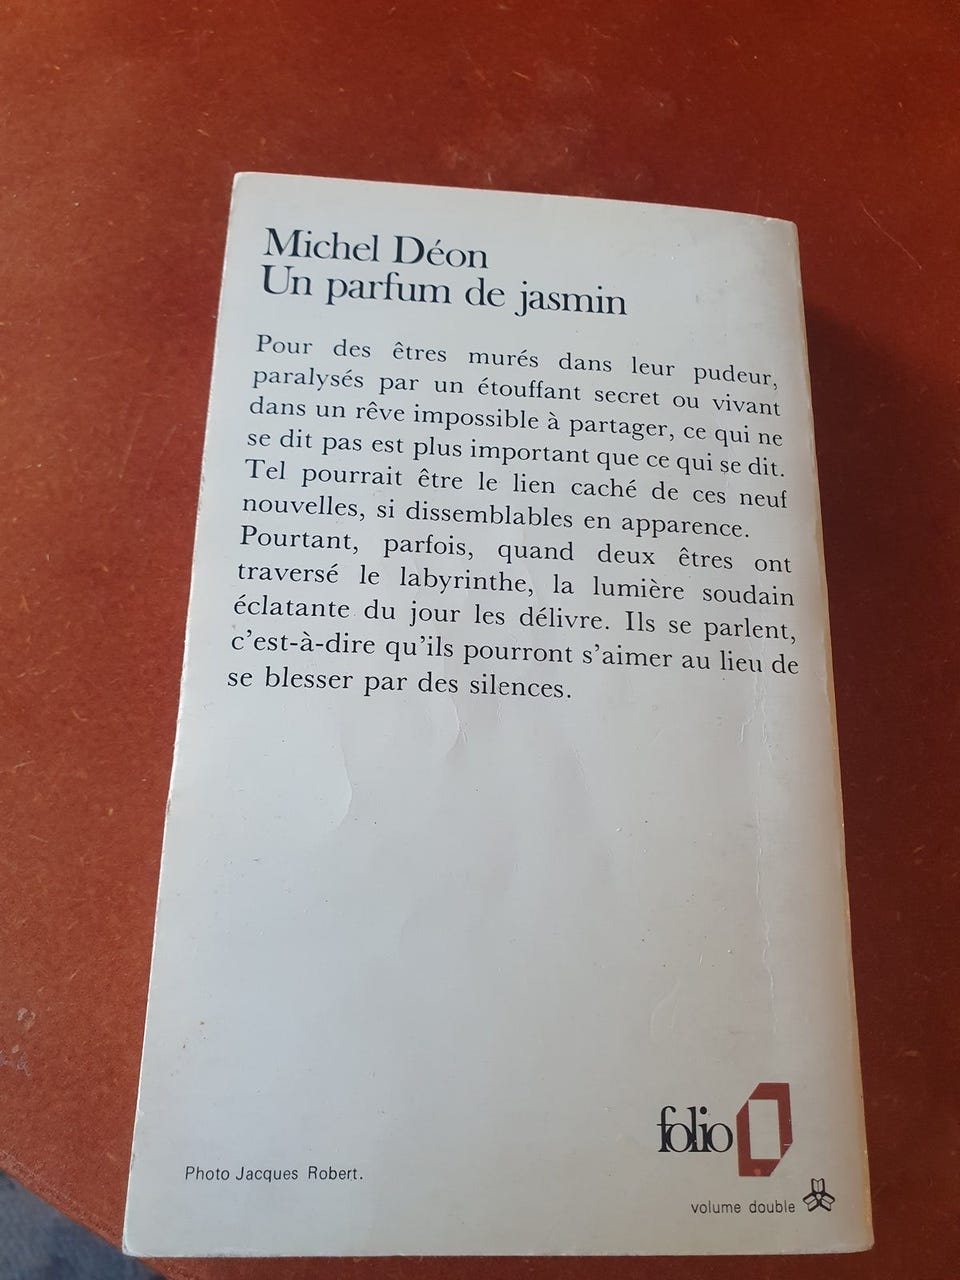 Michel Déon
Un parfum de jasmin
Pour des êtres murés dans leur pudeur,
paralysés par un étouffant secret ou vivant
dans un rêve impossible à partager, ce qui ne
se dit pas est plus important que ce qui se dit.
Tel pourrait être le lien caché de ces neuf
nouvelles, si dissemblables en apparence.
Pourtant, parfois, quand deux êtres ont
traversé le labyrinthe, la lumière soudain
éclatante du jour les délivre. Ils se parlent,
c'est-à-dire qu'ils pourront s'aimer au lieu de
se blesser par des silences.
folio
Photo Jacques Robert.
volume double